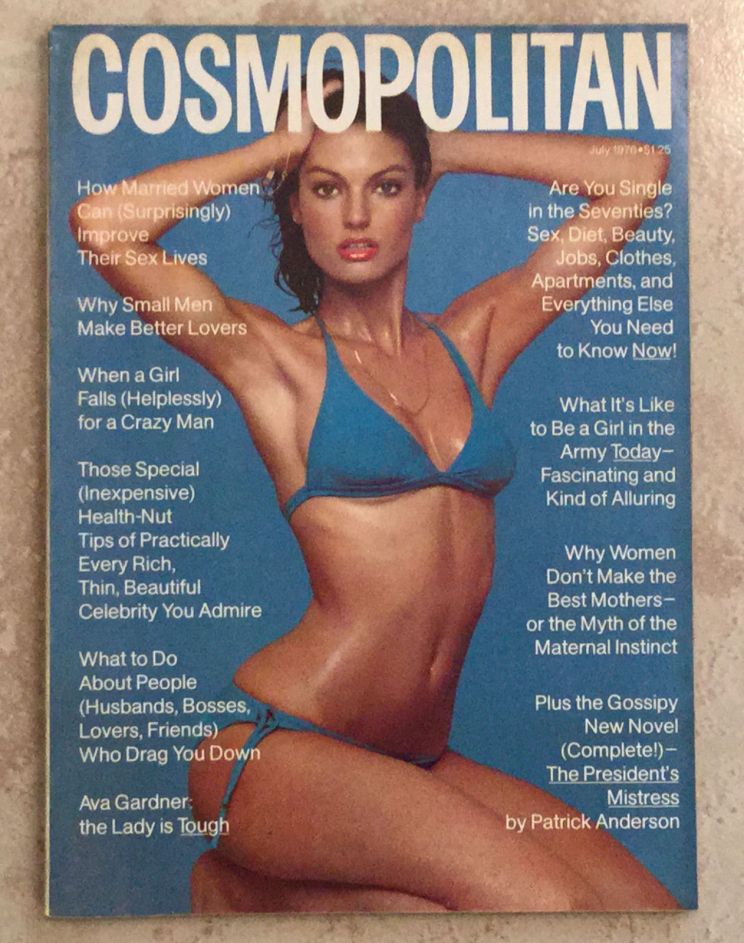 COSMOPOLITAN
July 1976•$1.25
How Married Women
Can (Surprisingly)
Improve
Their Sex Lives
Why Small Men
Make Better Lovers
When a Girl
Falls (Helplessly)
for a Crazy Man
Those Special
(Inexpensive)
Health-Nut
Tips of Practically
Every Rich,
Thin, Beautiful
Celebrity You Admire
What to Do
About People
(Husbands, Bosses,
Lovers, Friends)
Who Drag You Down
Ava Gardner:
the Lady is Tough
Are You Single
in the Seventies?
Sex, Diet, Beauty,
Jobs, Clothes,
Apartments, and
Everything Else
You Need
to Know Now!
What It's Like
to Be a Girl in the
Army Today—
Fascinating and
Kind of Alluring
Why Women
Don't Make the
Best Mothers—
or the Myth of the
Maternal Instinct
Plus the Gossipy
New Novel
(Complete!)—
The President's
Mistress
by Patrick Anderson